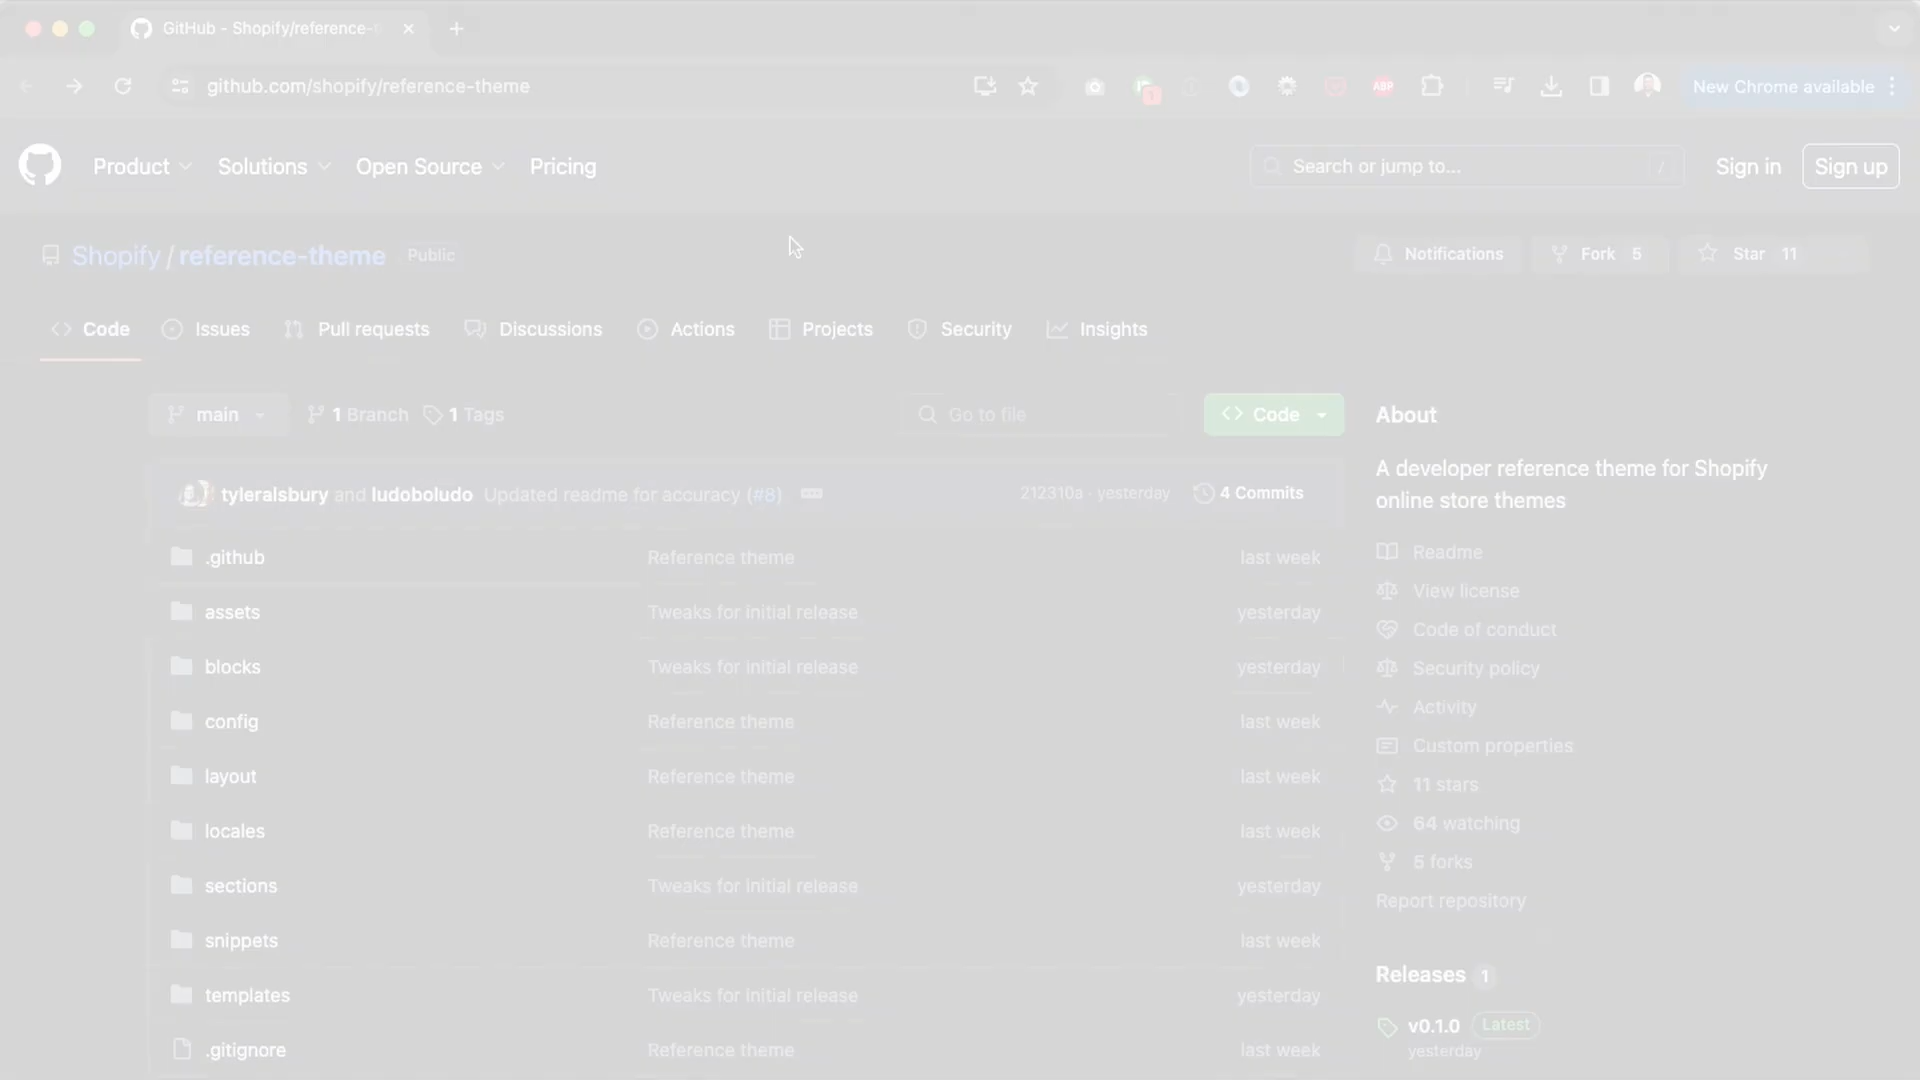 GitHub - Shopify/reference-t
github.com/shopify/reference-theme
1
ABP
New Chrome available
Product
Solutions
Open Source
Pricing
Search or jump to...
/
Sign in
Sign up
Shopify / reference-theme
Public
Notifications
Fork 5
Star 11
Code
Issues
Pull requests
Discussions
Actions
Projects
Security
Insights
main
1 Branch
1 Tags
Go to file
Code
tyleralsbury and ludoboludo Updated readme for accuracy (#8)
212310a · yesterday
4 Commits
.github Reference theme last week
assets Tweaks for initial release yesterday
blocks Tweaks for initial release yesterday
config Reference theme last week
layout Reference theme last week
locales Reference theme last week
sections Tweaks for initial release yesterday
snippets Reference theme last week
templates Tweaks for initial release yesterday
.gitignore Reference theme last week
About
A developer reference theme for Shopify
online store themes
Readme
View license
Code of conduct
Security policy
Activity
Custom properties
11 stars
64 watching
5 forks
Report repository
Releases 1
v0.1.0 Latest
yesterday